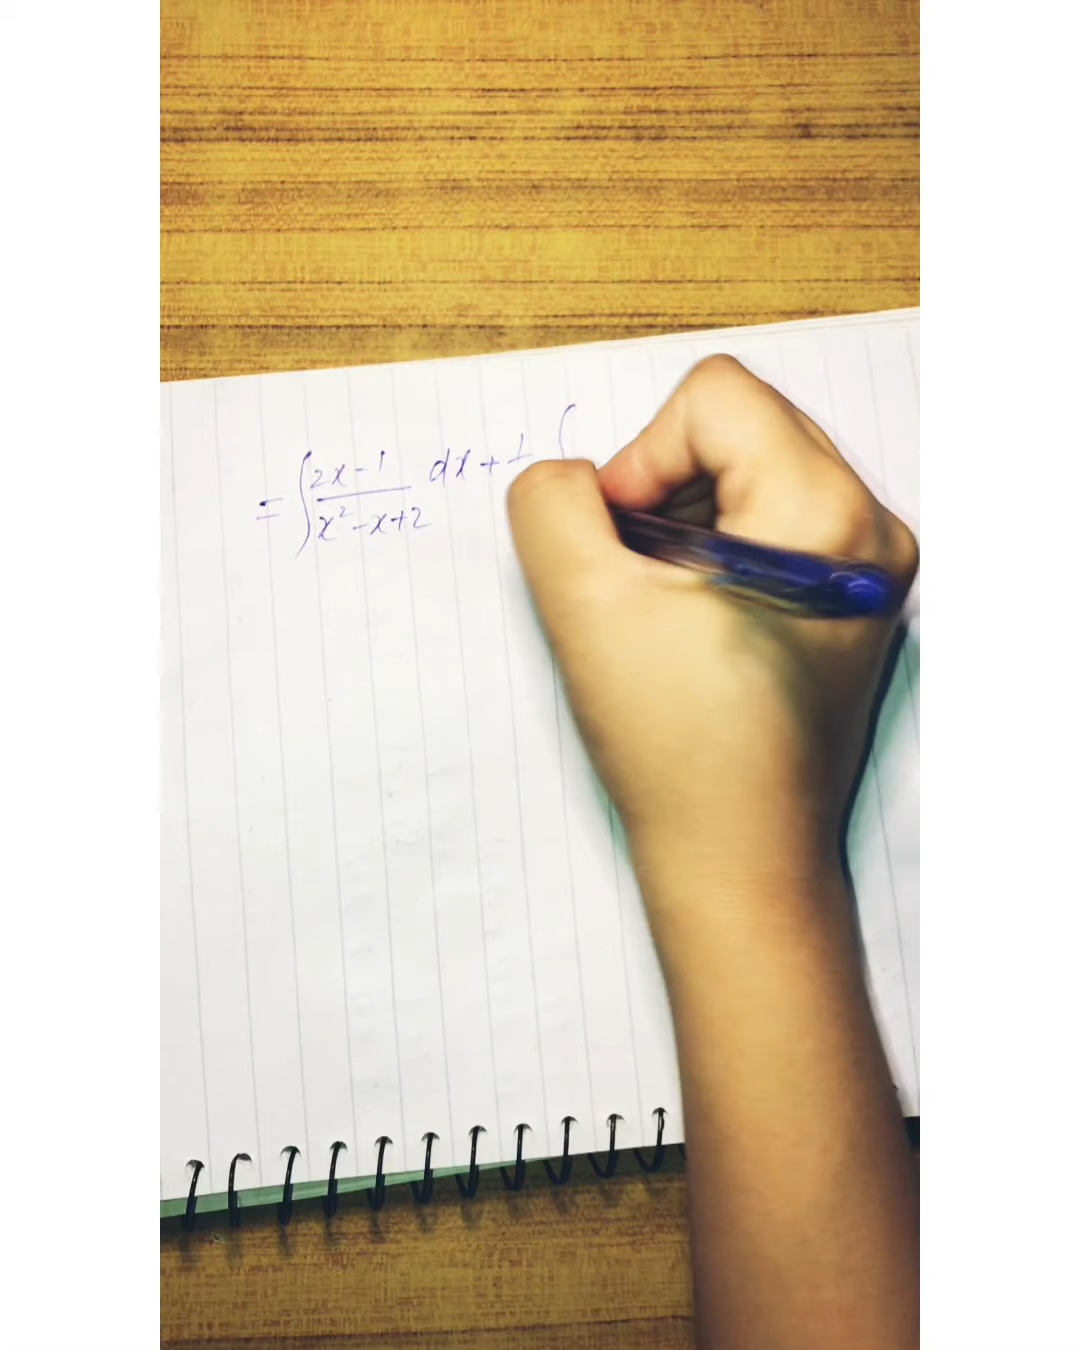 = ∫ (2x-1)/(x²-x+2) dx + 1 ∫